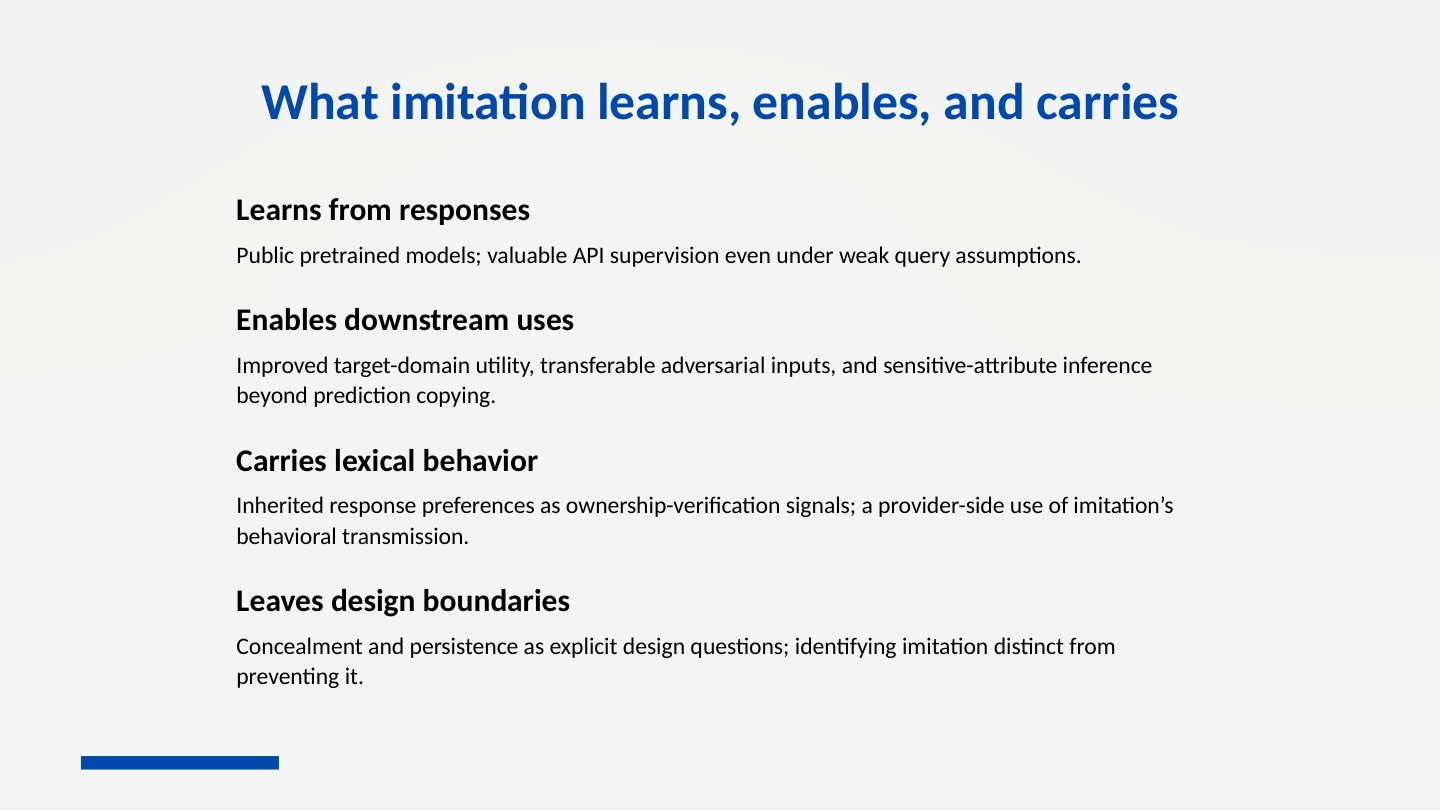 What imitation learns, enables, and carries
Learns from responses
Public pretrained models; valuable API supervision even under weak query assumptions.
Enables downstream uses
Improved target-domain utility, transferable adversarial inputs, and sensitive-attribute inference
beyond prediction copying.
Carries lexical behavior
Inherited response preferences as ownership-verification signals; a provider-side use of imitation’s
behavioral transmission.
Leaves design boundaries
Concealment and persistence as explicit design questions; identifying imitation distinct from
preventing it.